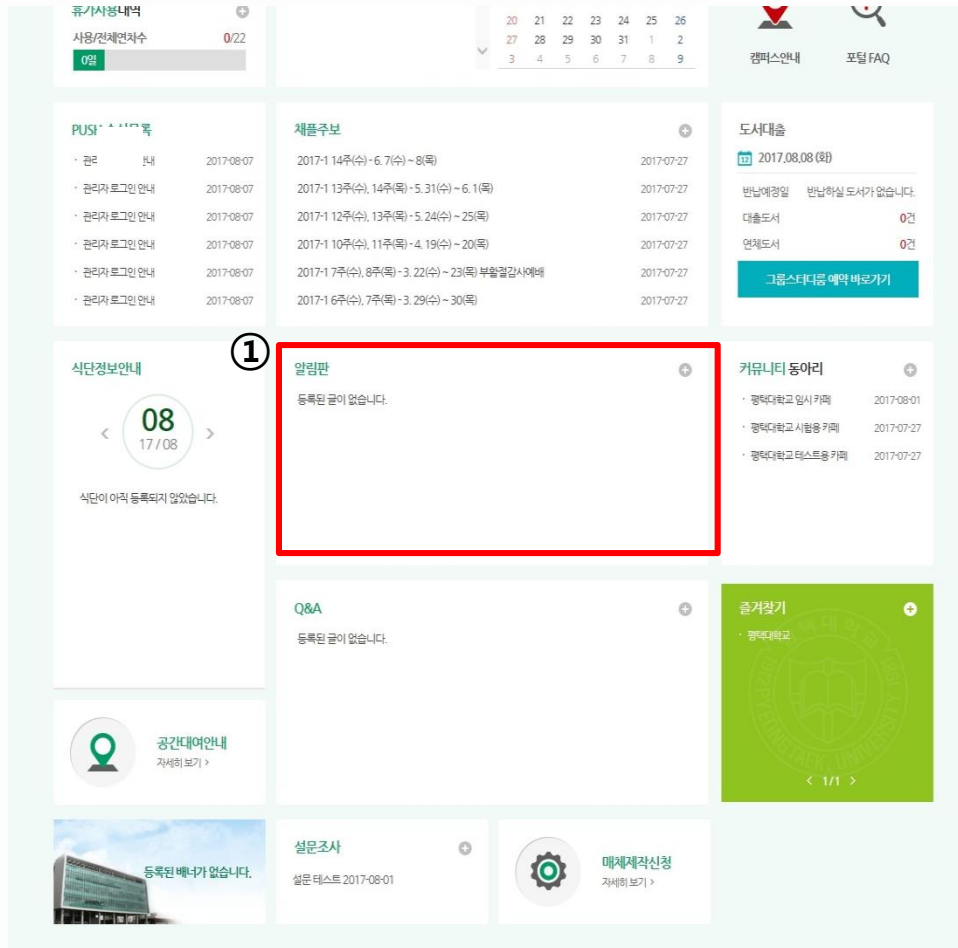 휴가사용내역
사용/전체연차수 0/22
0일
20 21 22 23 24 25 26
27 28 29 30 31 1 2
3 4 5 6 7 8 9
캠퍼스안내
포털 FAQ
채플주보
2017-1 14주(수) - 6. 7(수) ~ 8(목) 2017-07-27
2017-1 13주(수), 14주(목) - 5. 31(수) ~ 6. 1(목) 2017-07-27
2017-1 12주(수), 13주(목) - 5. 24(수) ~ 25(목) 2017-07-27
2017-1 10주(수), 11주(목) - 4. 19(수) ~ 20(목) 2017-07-27
2017-1 7주(수), 8주(목) - 3. 22(수) ~ 23(목) 부활절감사예배 2017-07-27
2017-1 6주(수), 7주(목) - 3. 29(수) ~ 30(목) 2017-07-27
2017-08-07
· 관리자 로그인 안내 2017-08-07
· 관리자 로그인 안내 2017-08-07
· 관리자 로그인 안내 2017-08-07
· 관리자 로그인 안내 2017-08-07
· 관리자 로그인 안내 2017-08-07
도서대출
12 2017.08.08 (화)
반납예정일 반납하실 도서가 없습니다.
대출도서 0건
연체도서 0건
그룹스터디룸 예약 바로가기
식단정보안내
08
17 / 08
식단이 아직 등록되지 않았습니다.
①
알림판
등록된 글이 없습니다.
커뮤니티 동아리
· 평택대학교 임시 카페 2017-08-01
· 평택대학교 시험용 카페 2017-07-27
· 평택대학교 테스트용 카페 2017-07-27
Q&A
등록된 글이 없습니다.
즐겨찾기
· 평택대학교
< 1/1 >
공간대여안내
자세히 보기 >
등록된 배너가 없습니다.
설문조사
설문 테스트 2017-08-01
매체제작신청
자세히 보기 >